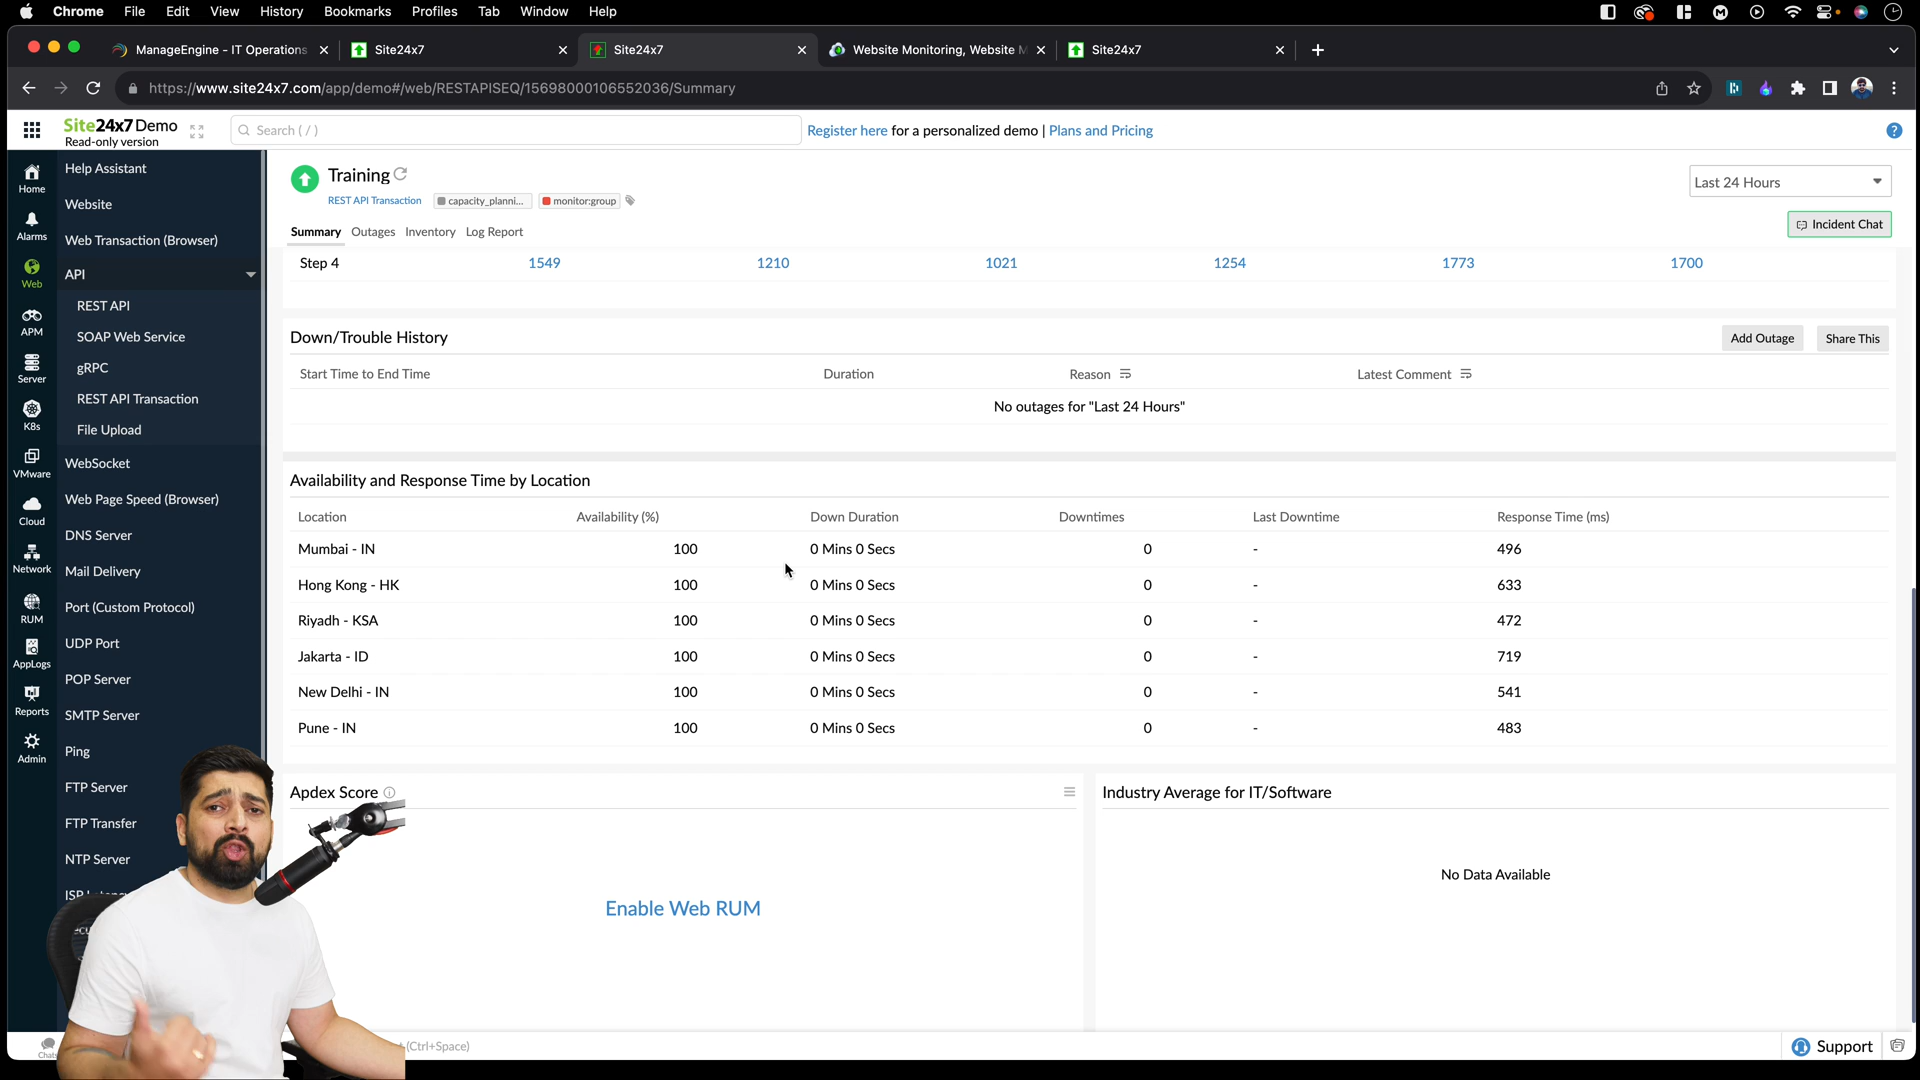 Chrome File Edit View History Bookmarks Profiles Tab Window Help
ManageEngine - IT Operations Site24x7 Site24x7 Website Monitoring, Website M Site24x7
https://www.site24x7.com/app/demo#/web/RESTAPISEQ/15698000106552036/Summary
Site24x7 Demo
Read-only version
Search ( / )
Register here for a personalized demo | Plans and Pricing
Home
Alarms
Web
APM
Server
K8s
VMware
Cloud
Network
RUM
AppLogs
Reports
Admin
Chats
Help Assistant
Website
Web Transaction (Browser)
API
REST API
SOAP Web Service
gRPC
REST API Transaction
File Upload
WebSocket
Web Page Speed (Browser)
DNS Server
Mail Delivery
Port (Custom Protocol)
UDP Port
POP Server
SMTP Server
Ping
FTP Server
FTP Transfer
NTP Server
Training
Last 24 Hours
REST API Transaction capacity_planni... monitor:group
Incident Chat
Summary Outages Inventory Log Report
Step 4 1549 1210 1021 1254 1773 1700
Down/Trouble History Add Outage Share This
Start Time to End Time Duration Reason Latest Comment
No outages for "Last 24 Hours"
Availability and Response Time by Location
Location Availability (%) Down Duration Downtimes Last Downtime Response Time (ms)
Mumbai - IN 100 0 Mins 0 Secs 0 - 496
Hong Kong - HK 100 0 Mins 0 Secs 0 - 633
Riyadh - KSA 100 0 Mins 0 Secs 0 - 472
Jakarta - ID 100 0 Mins 0 Secs 0 - 719
New Delhi - IN 100 0 Mins 0 Secs 0 - 541
Pune - IN 100 0 Mins 0 Secs 0 - 483
Apdex Score Industry Average for IT/Software
Enable Web RUM
No Data Available
(Ctrl+Space)
Support